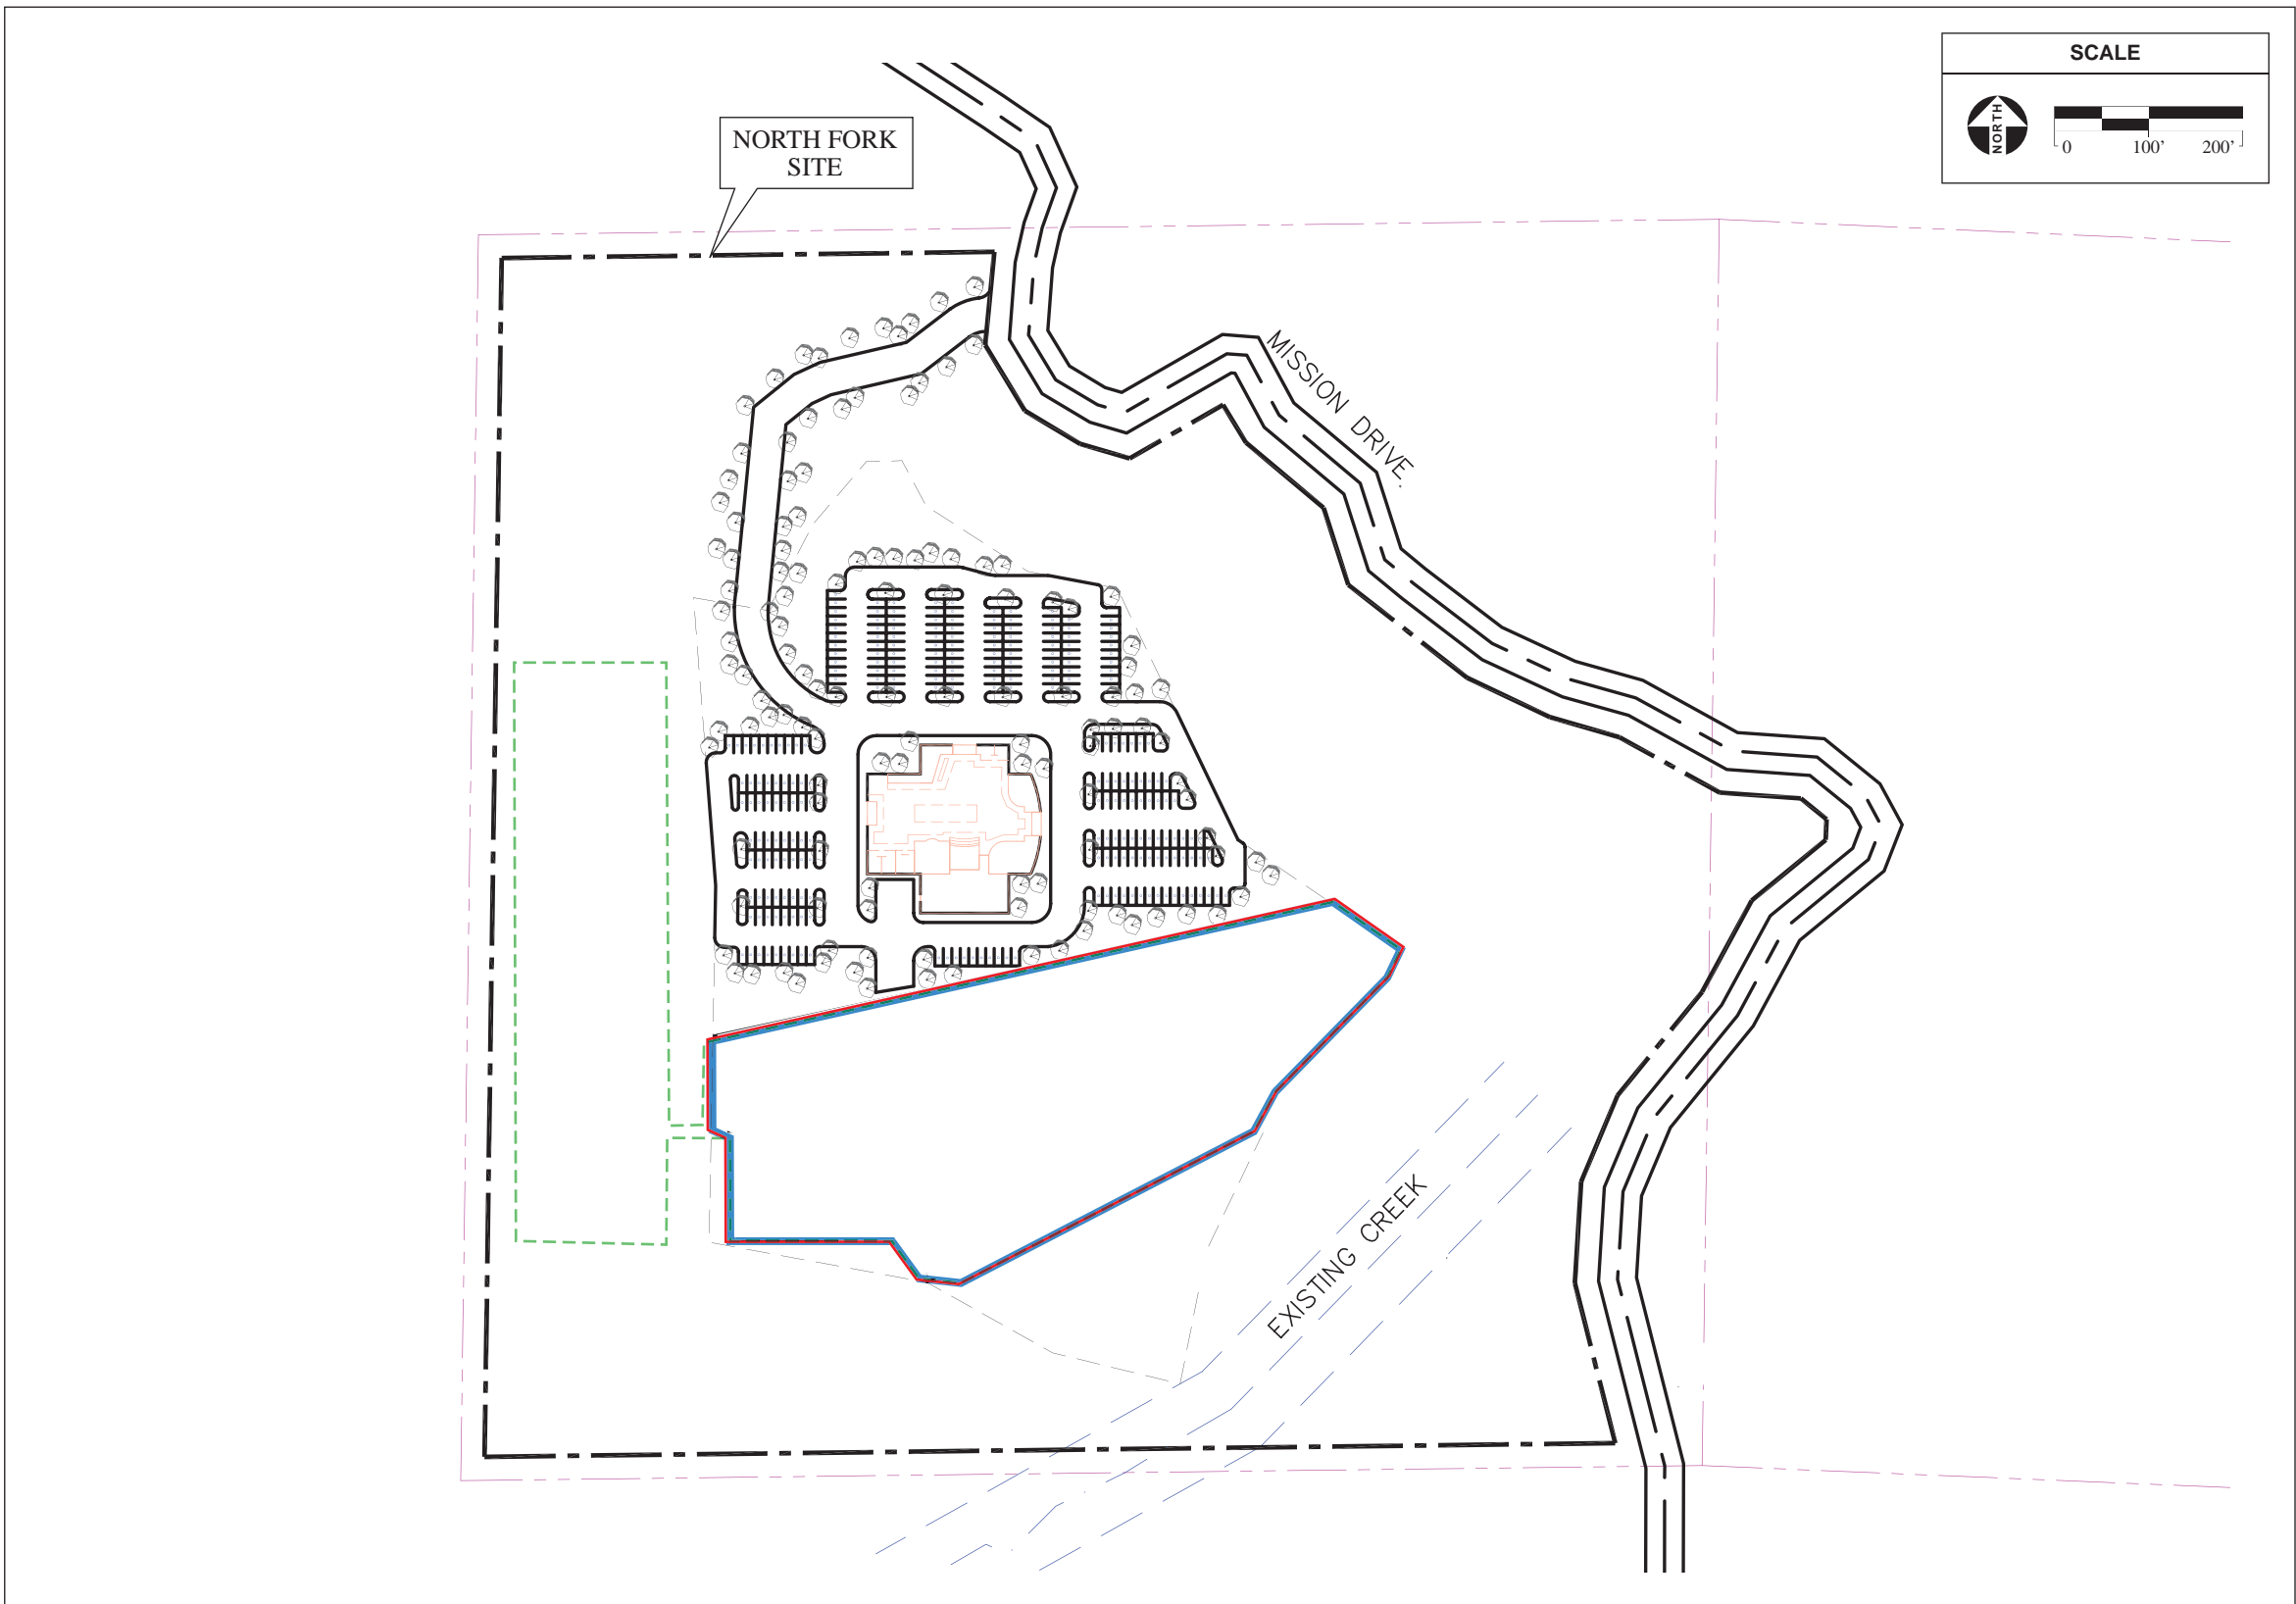 SCALE
NORTH
0 100' 200'
NORTH FORK
SITE
MISSION DRIVE.
EXISTING CREEK